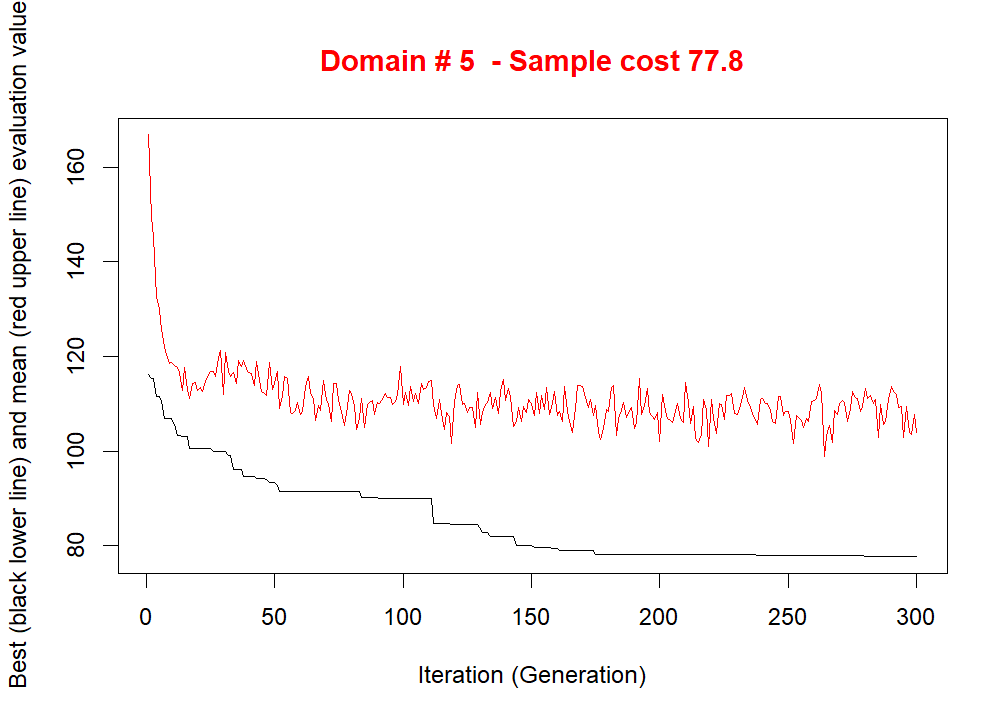 Domain # 5  - Sample cost 77.8
Best (black lower line) and mean (red upper line) evaluation value
160
140
120
100
80
0 50 100 150 200 250 300
Iteration (Generation)